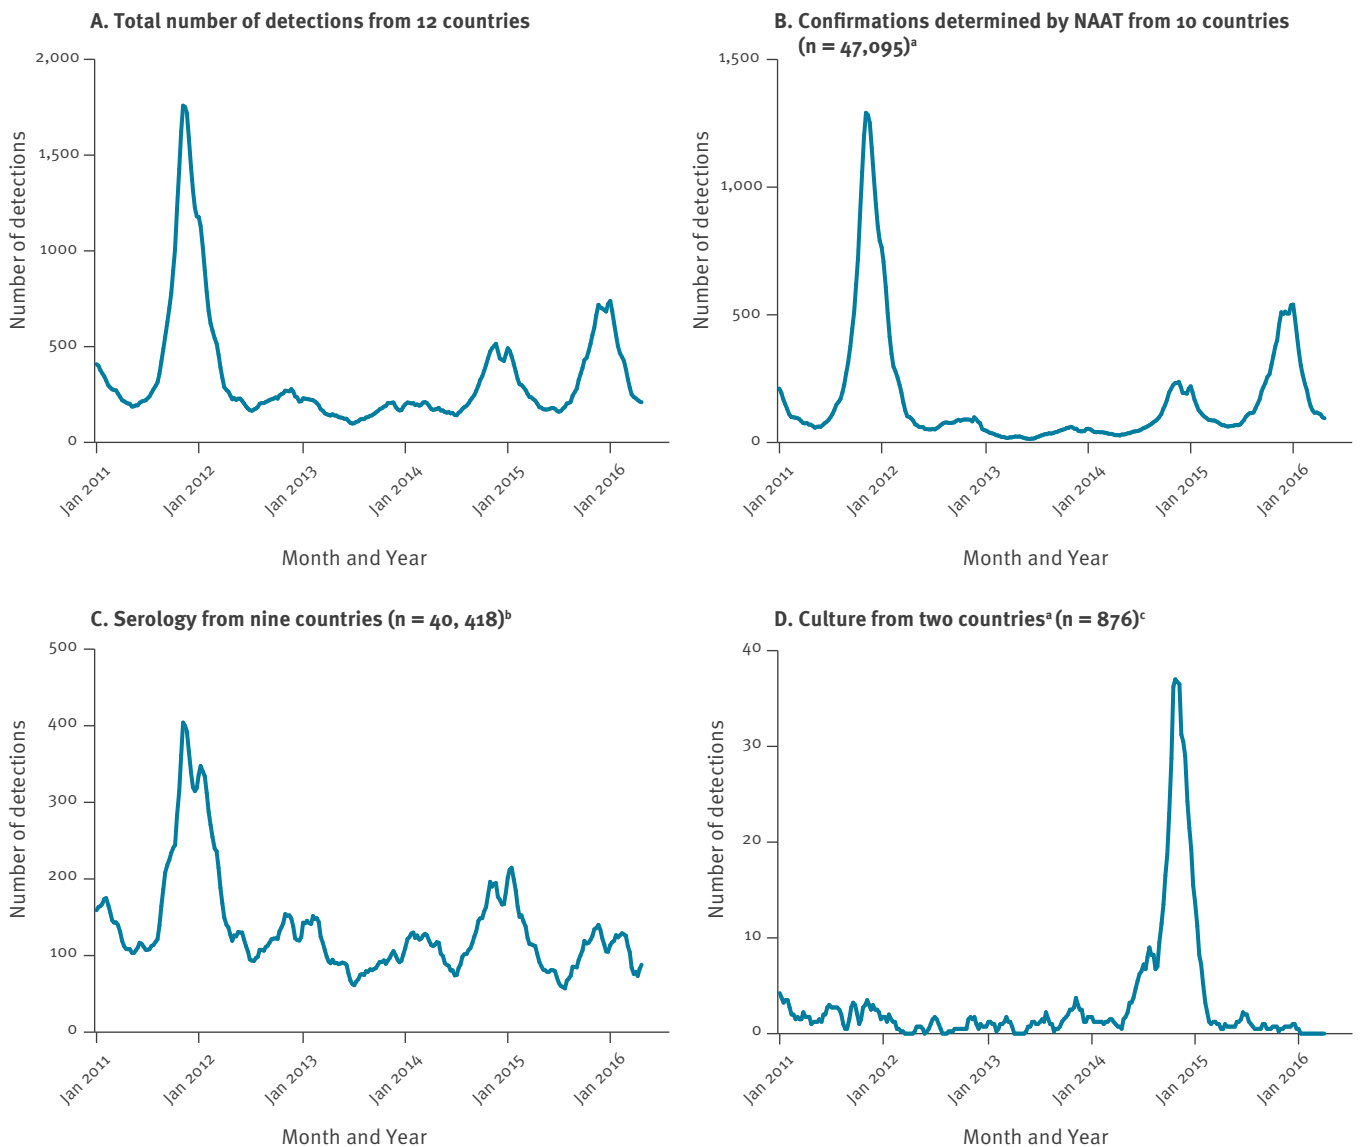 A. Total number of detections from 12 countries
2,000
1,500
1000
500
0
Number of detections
Jan 2011
Jan 2012
Jan 2013
Jan 2014
Jan 2015
Jan 2016
Month and Year
B. Confirmations determined by NAAT from 10 countries
(n = 47,095)ᵃ
1,500
1,000
500
0
Number of detections
Jan 2011
Jan 2012
Jan 2013
Jan 2014
Jan 2015
Jan 2016
Month and Year
C. Serology from nine countries (n = 40, 418)ᵇ
500
400
300
200
100
0
Number of detections
Jan 2011
Jan 2012
Jan 2013
Jan 2014
Jan 2015
Jan 2016
Month and Year
D. Culture from two countriesᵃ (n = 876)ᶜ
40
30
20
10
0
Number of detections
Jan 2011
Jan 2012
Jan 2013
Jan 2014
Jan 2015
Jan 2016
Month and Year